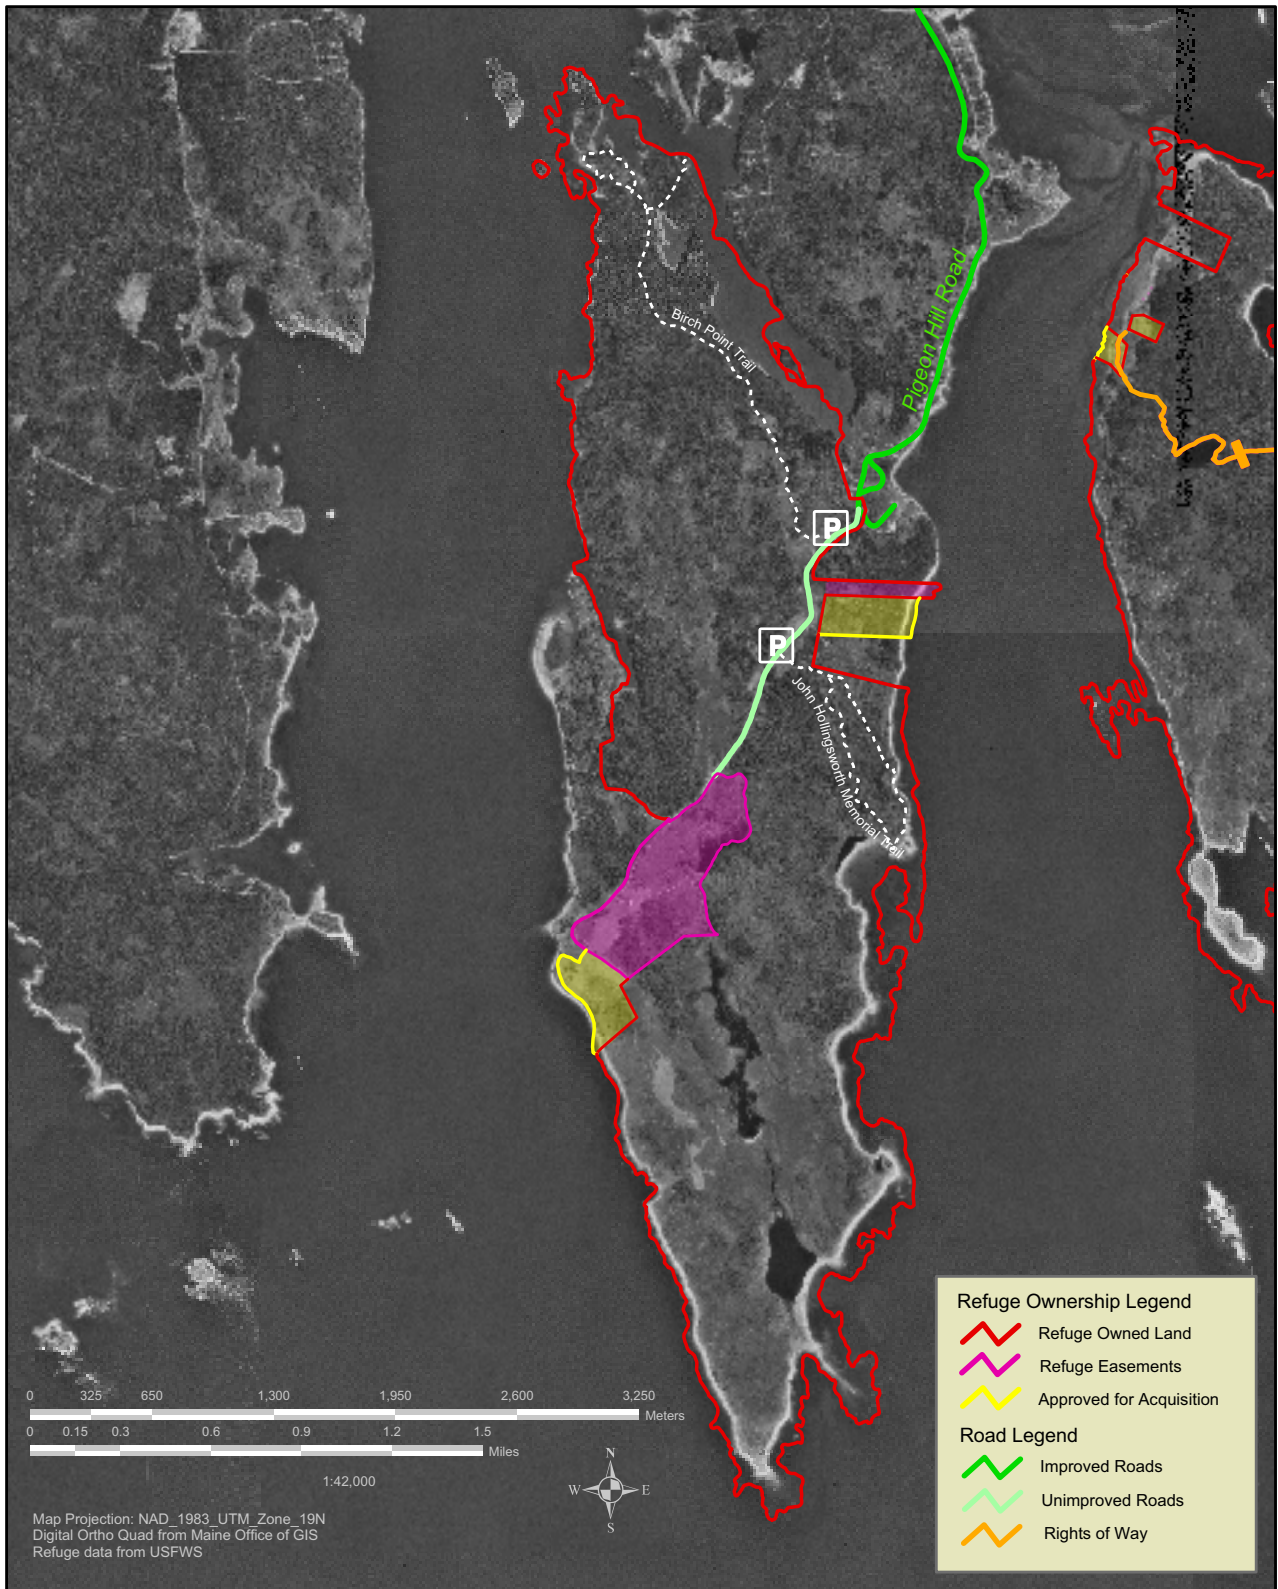 Birch Point Trail
Pigeon Hill Road
P
P
John Hollingsworth Memorial Trail
0 325 650 1,300 1,950 2,600 3,250
Meters
0 0.15 0.3 0.6 0.9 1.2 1.5
Miles
1:42,000
N
W E
S
Map Projection: NAD_1983_UTM_Zone_19N
Digital Ortho Quad from Maine Office of GIS
Refuge data from USFWS
Refuge Ownership Legend
Refuge Owned Land
Refuge Easements
Approved for Acquisition
Road Legend
Improved Roads
Unimproved Roads
Rights of Way